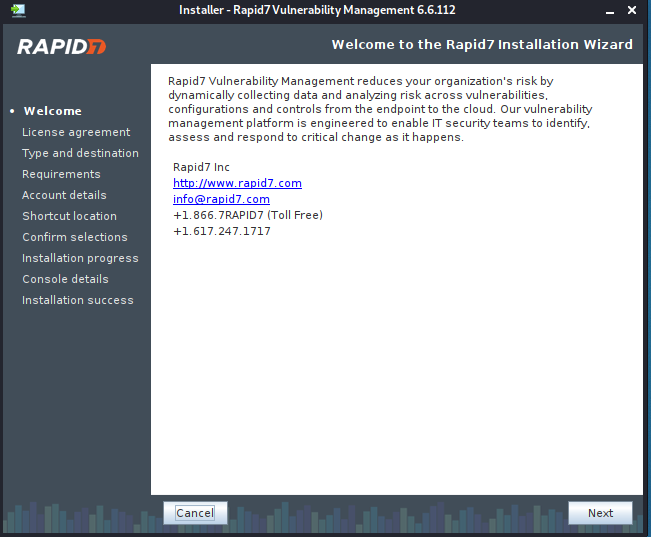 Installer - Rapid7 Vulnerability Management 6.6.112
RAPID7
Welcome to the Rapid7 Installation Wizard
Welcome
License agreement
Type and destination
Requirements
Account details
Shortcut location
Confirm selections
Installation progress
Console details
Installation success
Rapid7 Vulnerability Management reduces your organization's risk by
dynamically collecting data and analyzing risk across vulnerabilities,
configurations and controls from the endpoint to the cloud. Our vulnerability
management platform is engineered to enable IT security teams to identify,
assess and respond to critical change as it happens.
Rapid7 Inc
http://www.rapid7.com
info@rapid7.com
+1.866.7RAPID7 (Toll Free)
+1.617.247.1717
Cancel
Next